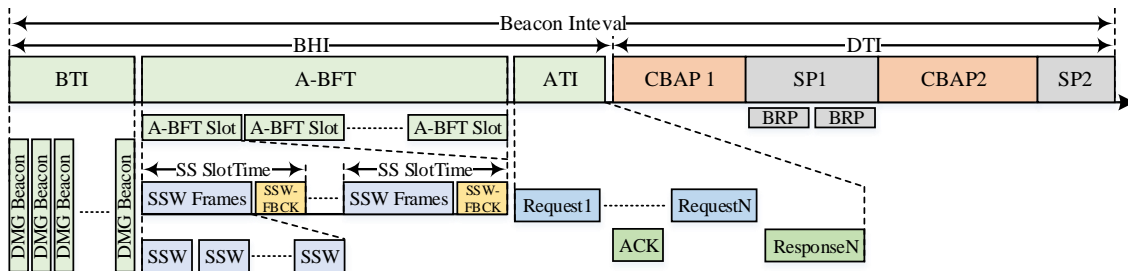 Beacon Inteval
BHI
DTI
BTI
A-BFT
ATI
CBAP 1
SP1
CBAP2
SP2
BRP
BRP
A-BFT Slot
A-BFT Slot
A-BFT Slot
SS SlotTime
SS SlotTime
DMG Beacon
DMG Beacon
DMG Beacon
DMG Beacon
SSW Frames
SSW-
FBCK
SSW Frames
SSW-
FBCK
Request1
RequestN
SSW
SSW
SSW
ACK
ResponseN